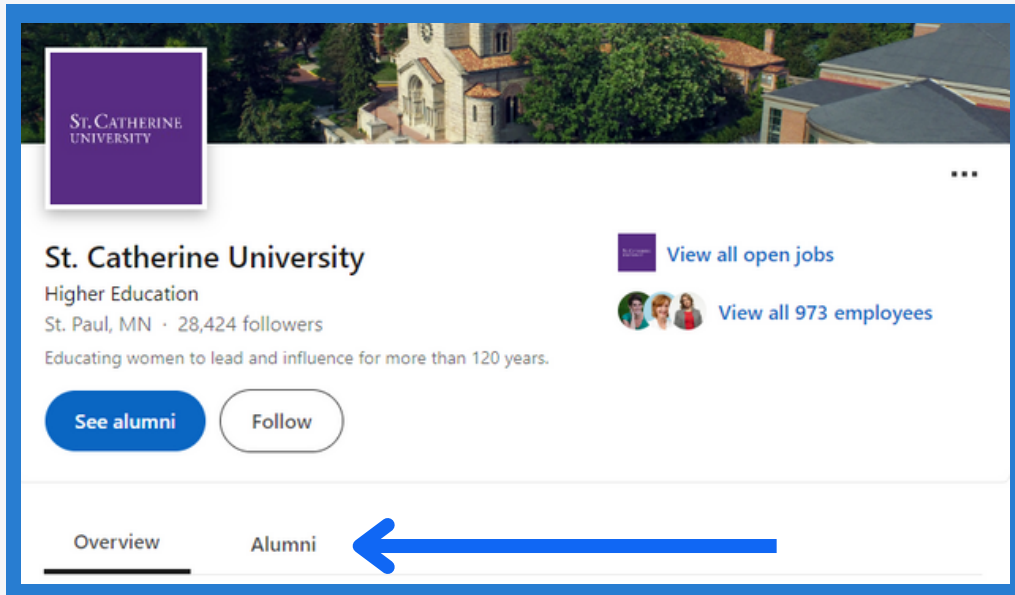 ST. CATHERINE
UNIVERSITY
St. Catherine University
Higher Education
St. Paul, MN · 28,424 followers
Educating women to lead and influence for more than 120 years.
See alumni
Follow
View all open jobs
View all 973 employees
Overview
Alumni